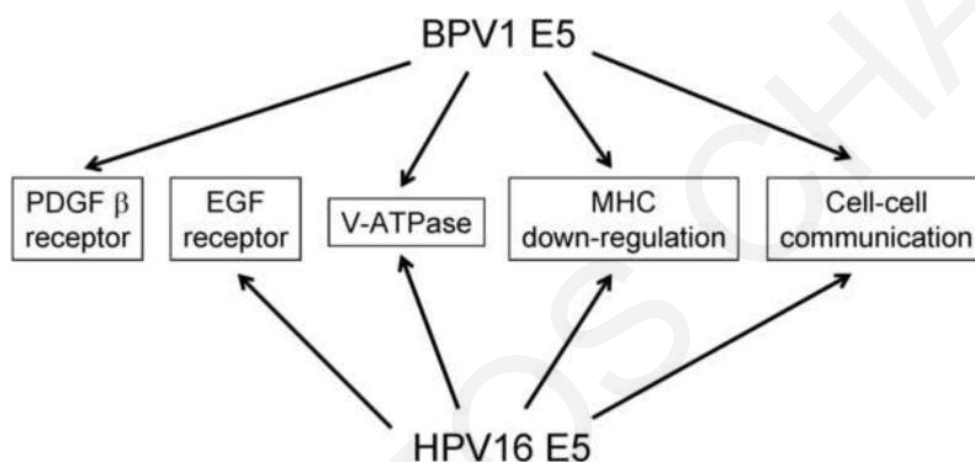 BPV1 E5
PDGF β
receptor
EGF
receptor
V-ATPase
MHC
down-regulation
Cell-cell
communication
HPV16 E5